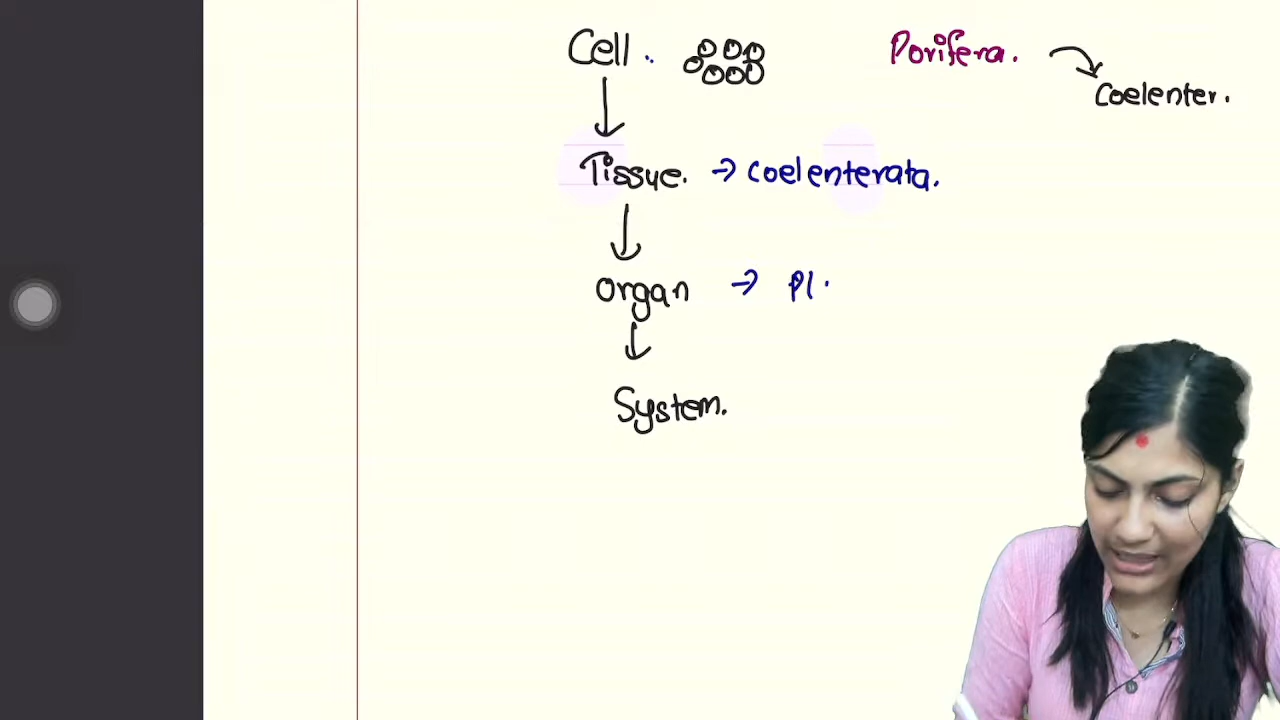 Cell. Porifera.
Coelenter.
Tissue. → Coelenterata.
Organ → Pl.
System.